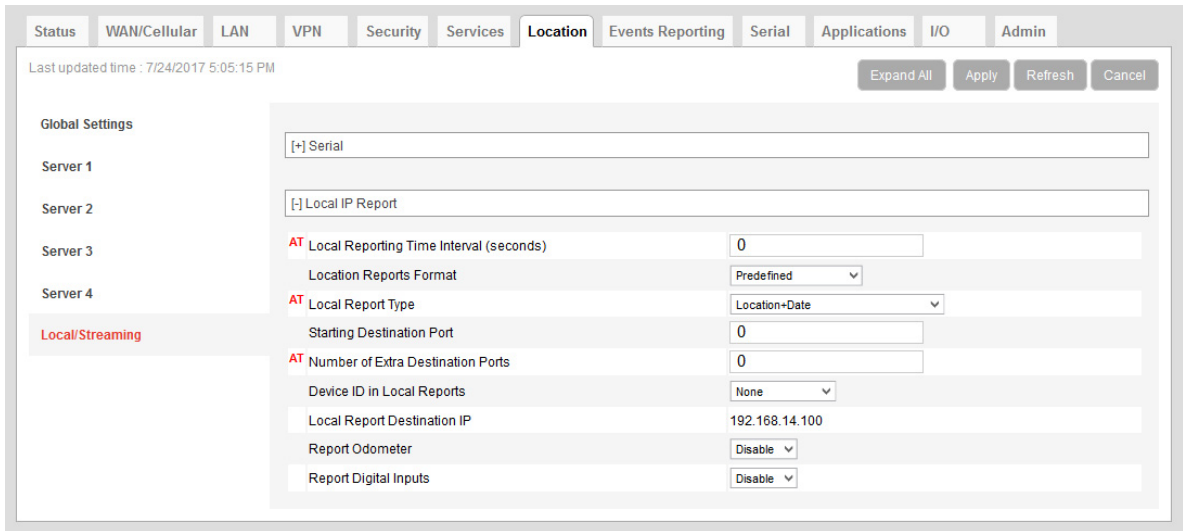 Status WAN/Cellular LAN VPN Security Services Location Events Reporting Serial Applications I/O Admin
Last updated time : 7/24/2017 5:05:15 PM
Expand All Apply Refresh Cancel
Global Settings
Server 1
Server 2
Server 3
Server 4
Local/Streaming
[+] Serial
[-] Local IP Report
AT Local Reporting Time Interval (seconds) 0
Location Reports Format Predefined
AT Local Report Type Location+Date
Starting Destination Port 0
AT Number of Extra Destination Ports 0
Device ID in Local Reports None
Local Report Destination IP 192.168.14.100
Report Odometer Disable
Report Digital Inputs Disable